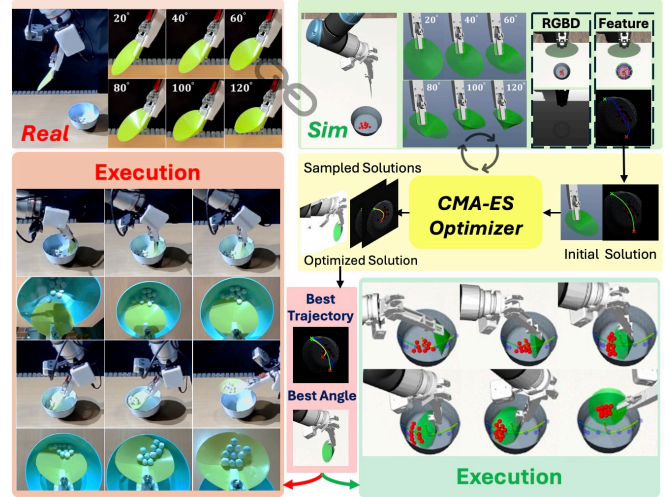 20° 40° 60°
80° 100° 120°
Real
20° 40° 60°
80° 100° 120°
Sim
RGBD
Feature
Execution
Sampled Solutions
CMA-ES
Optimizer
Optimized Solution
Initial Solution
Best
Trajectory
Best Angle
Execution